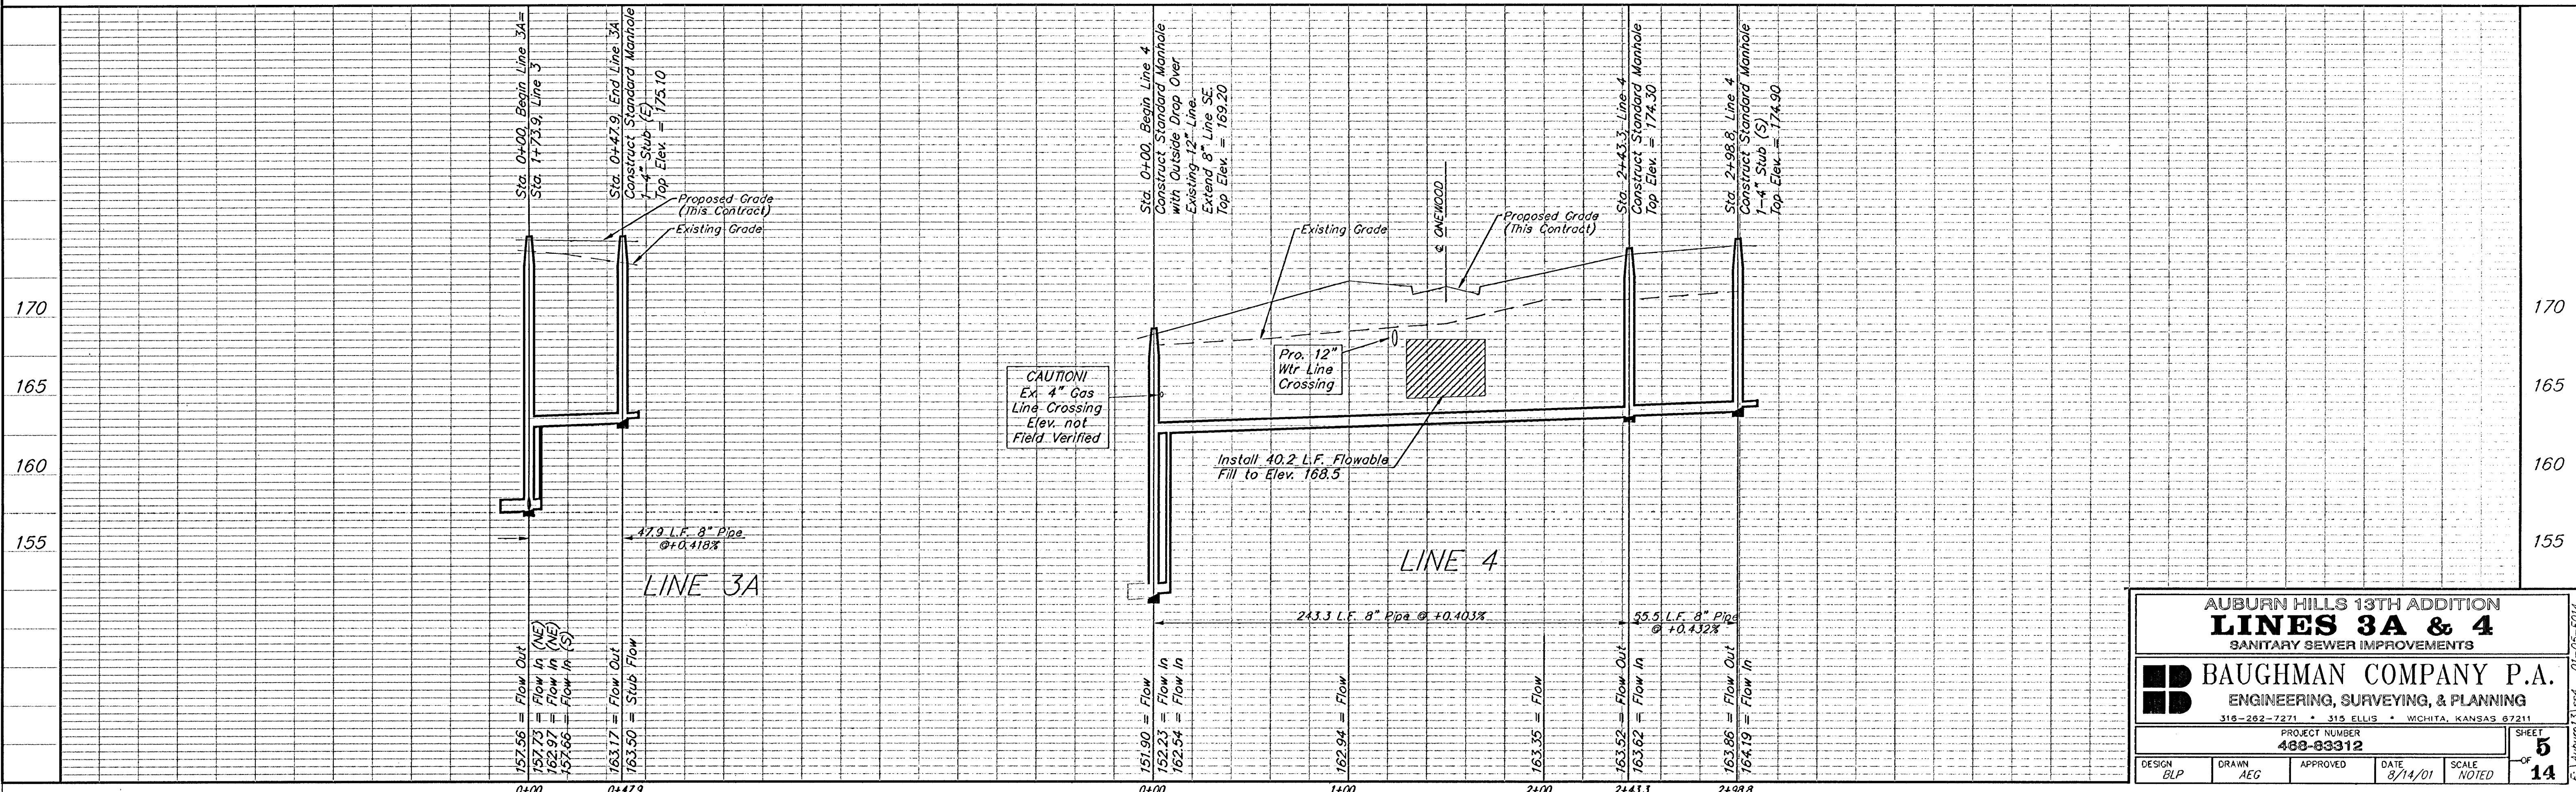 Sta. 0+00, Begin Line 3A=
Sta. 1+73.9, Line 3
Sta. 0+47.9, End Line 3A
Construct Standard Manhole
1-4" Stub (E)
Top Elev. = 175.10
Proposed Grade
(This Contract)
Existing Grade
Sta. 0+00, Begin Line 4
Construct Standard Manhole
with Outside Drop Over
Existing 12" Line.
Extend 8" Line SE.
Top Elev. = 169.20
Existing Grade
℄ ONEWOOD
Proposed Grade
(This Contract)
Sta. 2+43.3, Line 4
Construct Standard Manhole
Top Elev. = 174.30
Sta. 2+98.8, Line 4
Construct Standard Manhole
1-4" Stub (S)
Top Elev. = 174.90
170
165
160
155
170
165
160
155
CAUTION!
Ex. 4" Gas
Line Crossing
Elev. not
Field Verified
Pro. 12"
Wtr Line
Crossing
Install 40.2 L.F. Flowable
Fill to Elev. 168.5
47.9 L.F. 8" Pipe
@+0.418%
LINE 3A
LINE 4
243.3 L.F. 8" Pipe @ +0.403%
55.5 L.F. 8" Pipe
@ +0.432%
157.56 = Flow Out
157.73 = Flow In (NE)
162.97 = Flow In (NE)
157.66 = Flow In (S)
163.17 = Flow Out
163.50 = Stub Flow
151.90 = Flow
152.23 = Flow In
162.54 = Flow In
162.94 = Flow
163.35 = Flow
163.52 = Flow Out
163.62 = Flow In
163.86 = Flow Out
164.19 = Flow In
0+00
0+47.9
0+00
1+00
2+00
2+43.3
2+98.8
AUBURN HILLS 13TH ADDITION
LINES 3A & 4
SANITARY SEWER IMPROVEMENTS
BAUGHMAN COMPANY P.A.
ENGINEERING, SURVEYING, & PLANNING
316-262-7271 * 315 ELLIS * WICHITA, KANSAS 67211
PROJECT NUMBER
468-83312
SHEET
5
OF
14
DESIGN
BLP
DRAWN
AEG
APPROVED
DATE
8/14/01
SCALE
NOTED